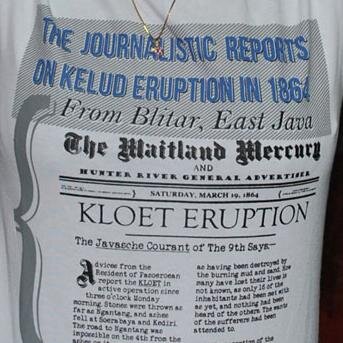 THE JOURNALISTIC REPORTS
ON KELUD ERUPTION IN 1864
From Blitar, East Java
The Maitland Mercury
AND
HUNTER RIVER GENERAL ADVERTISER
SATURDAY, MARCH 19, 1864
KLOET ERUPTION
The Javasche Courant of The 9th Says—
Advices from the
Resident of Pasoeroean
report the KLOET in
active operation since
three o'clock Monday
morning. Stones were thrown as
far as Ngantang, and ashes
fell at Soerabaya and Kediri.
The road to Ngantang was
impossible on the 4th from the
ashes on
as having been destroyed by
the burning mud and sand. How
many have lost their lives is
not known, as only 16 of the
inhabitants had been met with
as yet, and nothing had been
heard of the others. The wants
of the sufferers had been
attended to.
of the